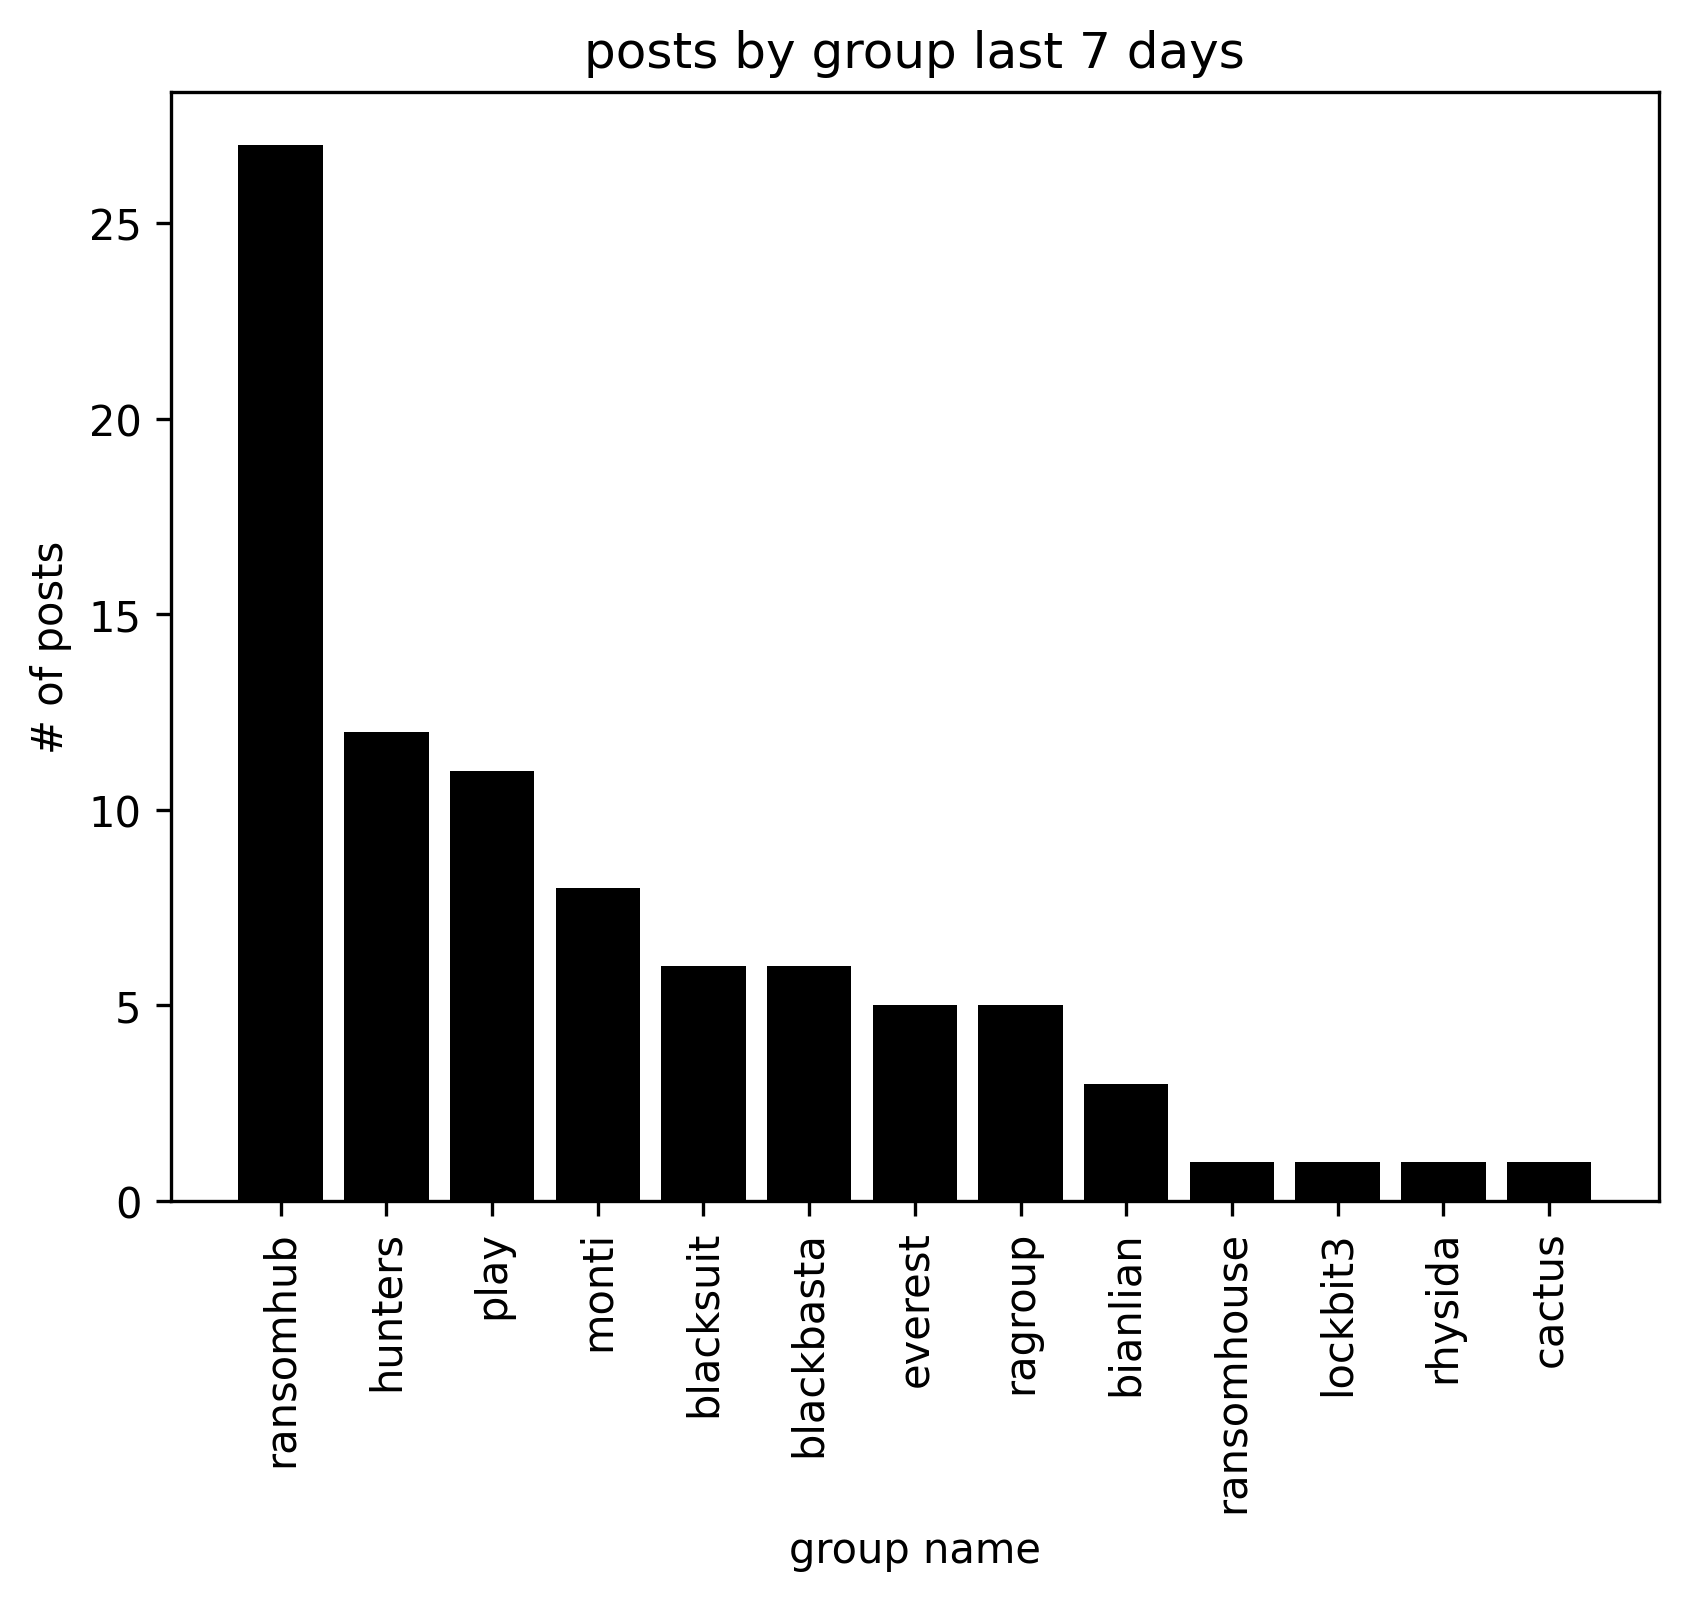 posts by group last 7 days
# of posts
25
20
15
10
5
0
ransomhub
hunters
play
monti
blacksuit
blackbasta
everest
ragroup
bianlian
ransomhouse
lockbit3
rhysida
cactus
group name